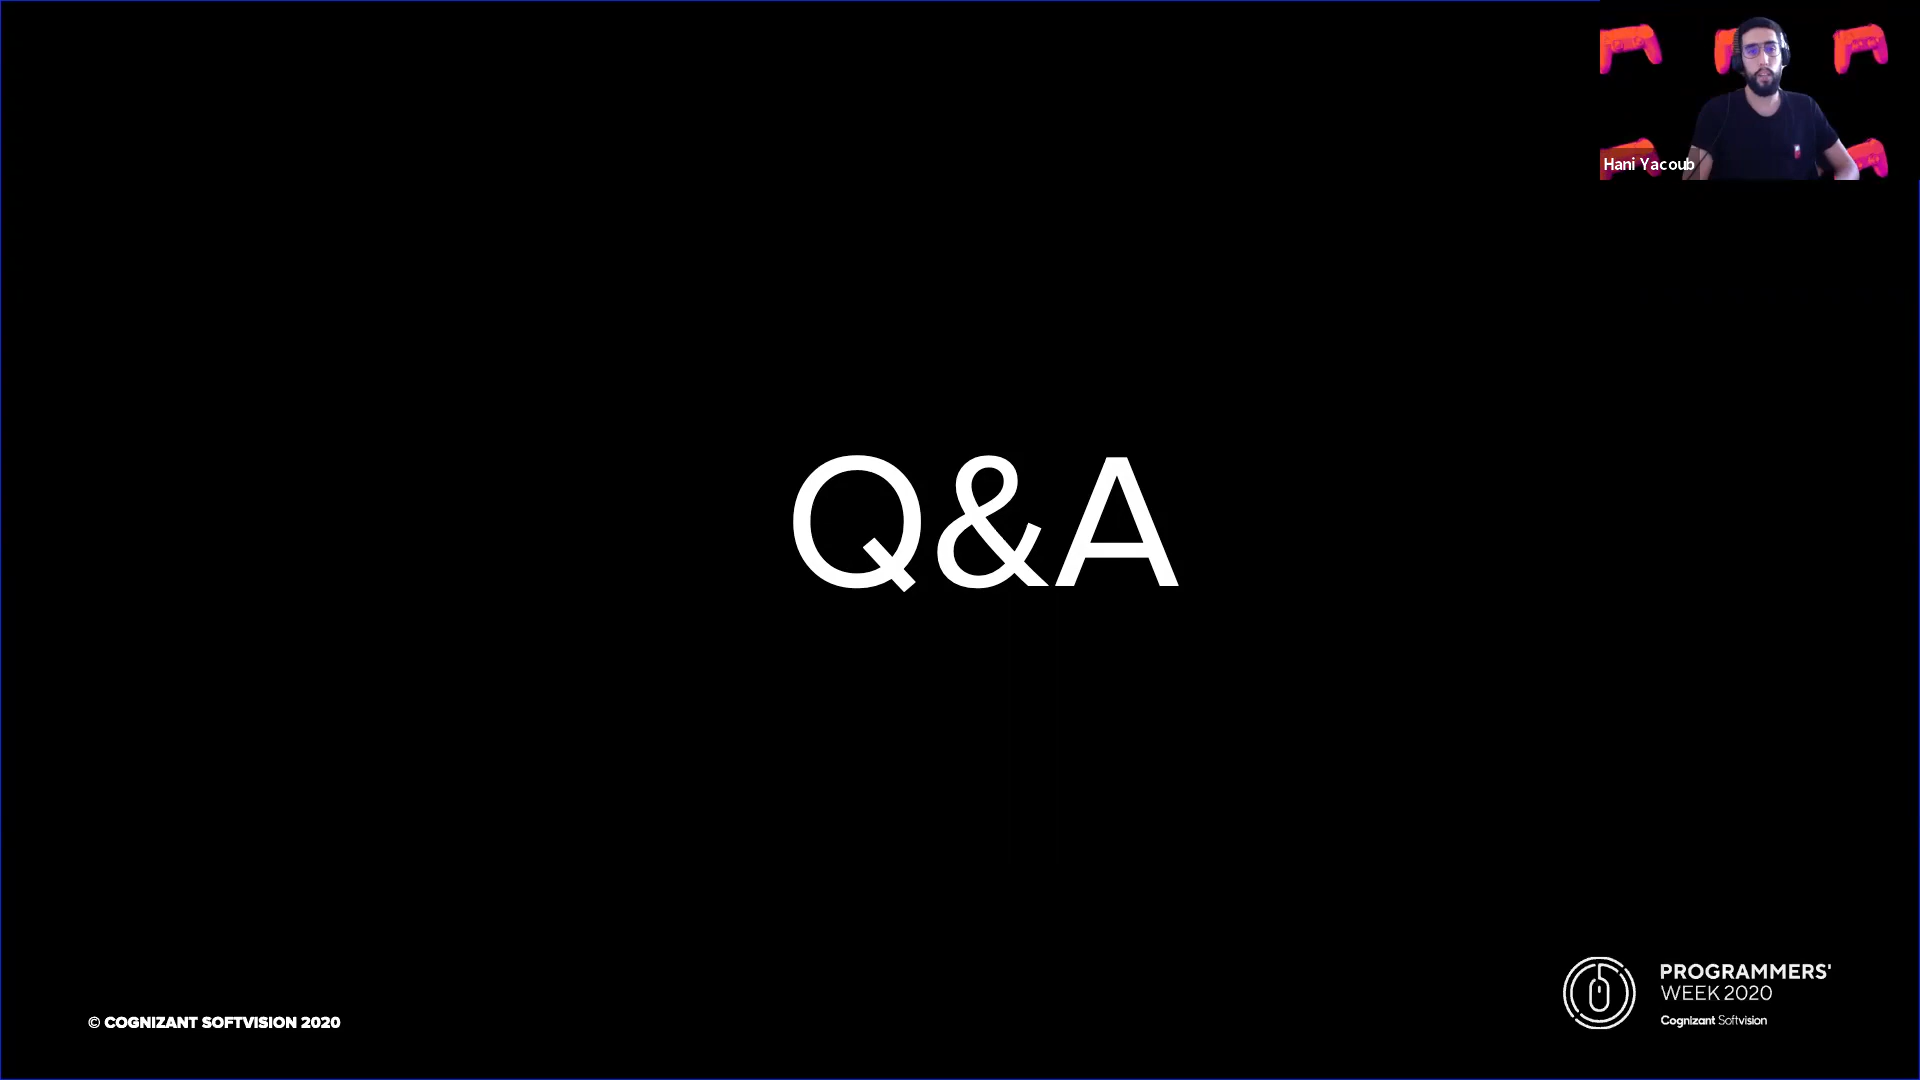 Hani Yacoub
Q&A
© COGNIZANT SOFTVISION 2020
PROGRAMMERS'
WEEK 2020
Cognizant Softvision